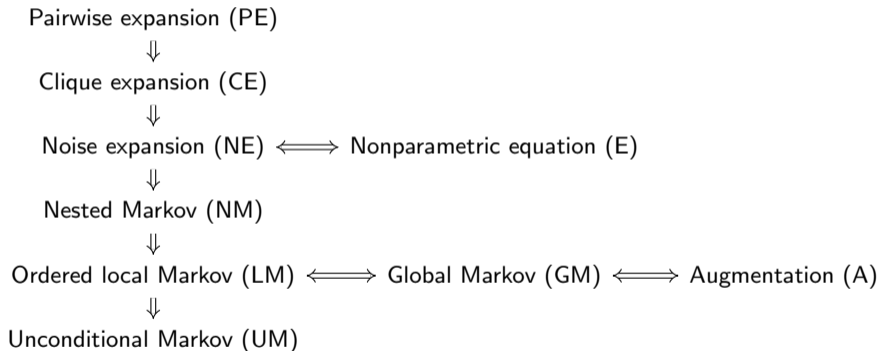 Pairwise expansion (PE)
⇓
Clique expansion (CE)
⇓
Noise expansion (NE) ⟺ Nonparametric equation (E)
⇓
Nested Markov (NM)
⇓
Ordered local Markov (LM) ⟺ Global Markov (GM) ⟺ Augmentation (A)
⇓
Unconditional Markov (UM)